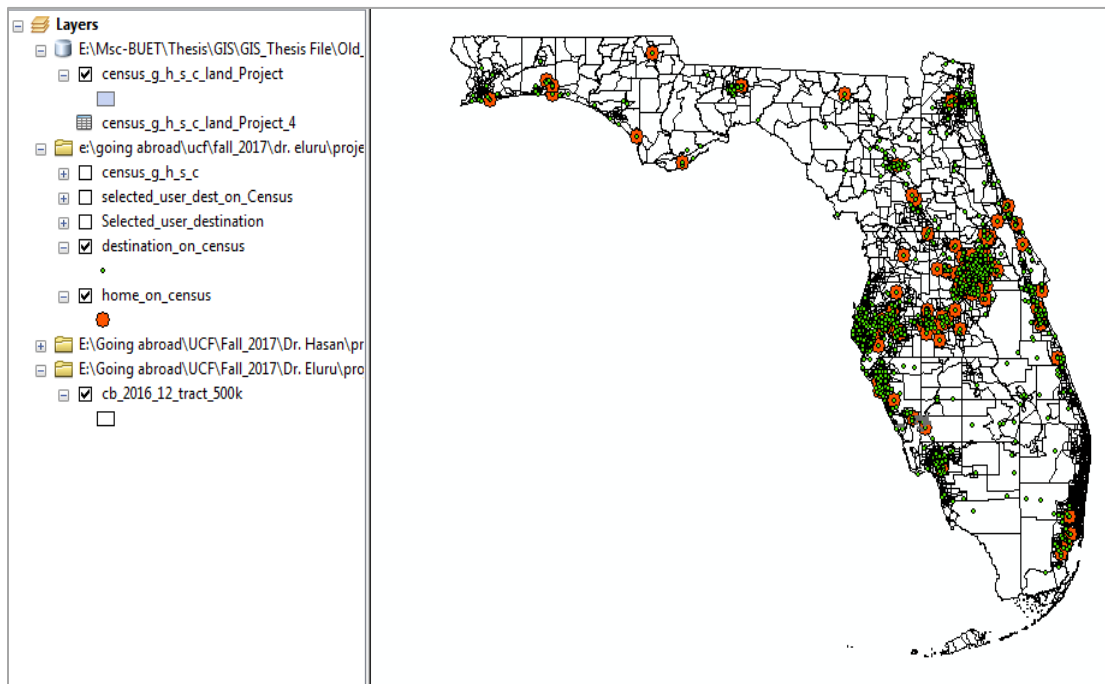 Layers
E:\Msc-BUET\Thesis\GIS\GIS_Thesis File\Old_
census_g_h_s_c_land_Project
census_g_h_s_c_land_Project_4
e:\going abroad\ucf\fall_2017\dr. eluru\proje
census_g_h_s_c
selected_user_dest_on_Census
Selected_user_destination
destination_on_census
home_on_census
E:\Going abroad\UCF\Fall_2017\Dr. Hasan\pr
E:\Going abroad\UCF\Fall_2017\Dr. Eluru\pro
cb_2016_12_tract_500k